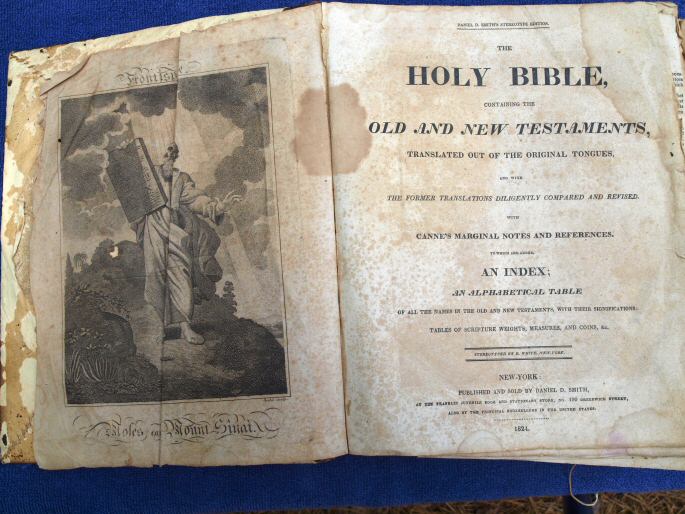 Frontispiece
Moses on Mount Sinai.
DANIEL D. SMITH'S STEREOTYPE EDITION.
THE
HOLY BIBLE,
CONTAINING THE
OLD AND NEW TESTAMENTS,
TRANSLATED OUT OF THE ORIGINAL TONGUES,
AND WITH
THE FORMER TRANSLATIONS DILIGENTLY COMPARED AND REVISED.
WITH
CANNE'S MARGINAL NOTES AND REFERENCES.
TO WHICH ARE ADDED,
AN INDEX;
AN ALPHABETICAL TABLE
OF ALL THE NAMES IN THE OLD AND NEW TESTAMENTS, WITH THEIR SIGNIFICATIONS:
TABLES OF SCRIPTURE WEIGHTS, MEASURES, AND COINS, &c.
STEREOTYPED BY E. WHITE, NEW-YORK.
NEW-YORK:
PUBLISHED AND SOLD BY DANIEL D. SMITH,
AT THE FRANKLIN JUVENILE BOOK AND STATIONARY STORE, NO. 190 GREENWICH STREET,
ALSO BY THE PRINCIPAL BOOKSELLERS IN THE UNITED STATES.
1824.